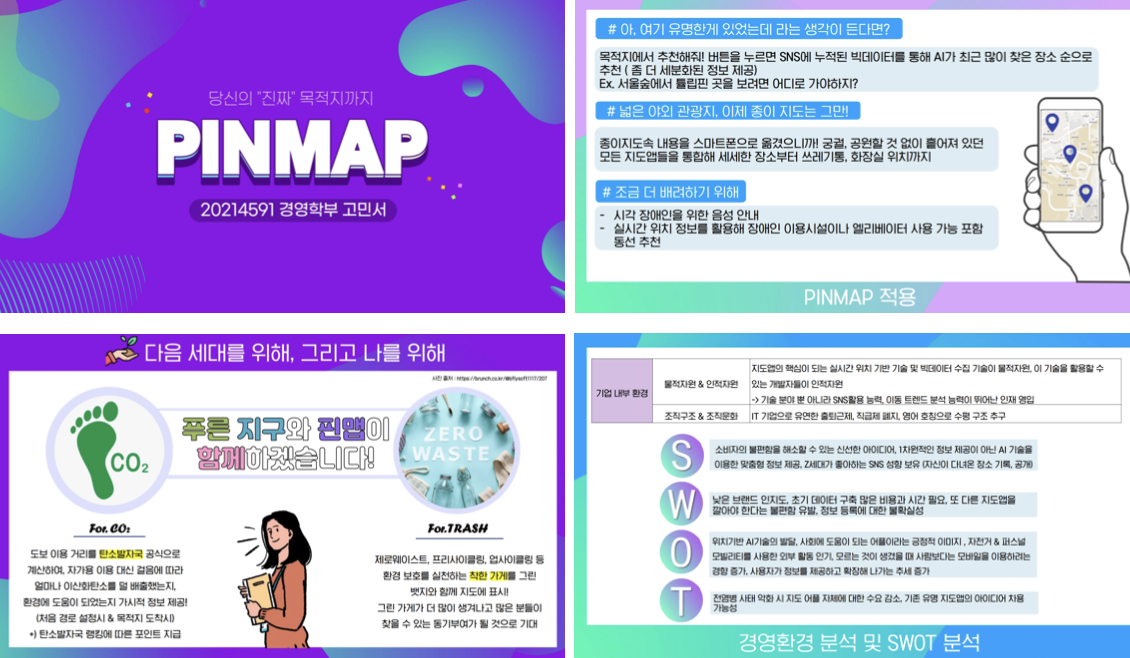 당신의 "진짜" 목적지까지
PINMAP
20214591 경영학부 고민서
# 아, 여기 유명한게 있었는데 라는 생각이 든다면?
목적지에서 추천해줘! 버튼을 누르면 SNS에 누적된 빅데이터를 통해 AI가 최근 많이 찾은 장소 순으로
추천 ( 좀 더 세분화된 정보 제공)
Ex. 서울숲에서 튤립핀 곳을 보려면 어디로 가야하지?
# 넓은 야외 관광지, 이제 종이 지도는 그만!
종이지도속 내용을 스마트폰으로 옮겼으니까! 궁궐, 공원할 것 없이 흩어져 있던
모든 지도앱들을 통합해 세세한 장소부터 쓰레기통, 화장실 위치까지
# 조금 더 배려하기 위해
- 시각 장애인을 위한 음성 안내
- 실시간 위치 정보를 활용해 장애인 이용시설이나 엘리베이터 사용 가능 포함
동선 추천
PINMAP 적용
다음 세대를 위해, 그리고 나를 위해
푸른 지구와 핀맵이
함께하겠습니다!
CO₂
ZERO
WASTE
For. CO₂
도보 이용 거리를 탄소발자국 공식으로
계산하여, 자가용 이용 대신 걸음에 따라
얼마나 이산화탄소를 덜 배출했는지,
환경에 도움이 되었는지 가시적 정보 제공!
(처음 경로 설정시 & 목적지 도착시)
+) 탄소발자국 랭킹에 따른 포인트 지급
For.TRASH
제로웨이스트, 프리사이클링, 업사이클링 등
환경 보호를 실천하는 착한 가게를 그린
뱃지와 함께 지도에 표시!
그린 가게가 더 많이 생겨나고 많은 분들이
찾을 수 있는 동기부여가 될 것으로 기대
기업 내부 환경
물적자원 & 인적자원
지도앱의 핵심이 되는 실시간 위치 기반 기술 및 빅데이터 수집 기술이 물적자원, 이 기술을 활용할 수
있는 개발자들이 인적자원
-> 기술 분야 뿐 아니라 SNS활용 능력, 이동 트렌드 분석 능력이 뛰어난 인재 영입
조직구조 & 조직문화
IT 기업으로 유연한 출퇴근제, 직급제 폐지, 영어 호칭으로 수평 구조 추구
S
소비자의 불편함을 해소할 수 있는 신선한 아이디어, 1차원적인 정보 제공이 아닌 AI 기술을
이용한 맞춤형 정보 제공, Z세대가 좋아하는 SNS 성향 보유 (자신이 다녀온 장소 기록, 공개)
W
낮은 브랜드 인지도, 초기 데이터 구축 많은 비용과 시간 필요, 또 다른 지도앱을
깔아야 한다는 불편함 유발, 정보 등록에 대한 불확실성
O
위치기반 AI기술의 발달, 사회에 도움이 되는 어플이라는 긍정적 이미지, 자전거 & 퍼스널
모빌리티를 사용한 외부 활동 인기, 모르는 것이 생겼을 때 사람보다는 모바일을 이용하려는
경향 증가, 사용자가 정보를 제공하고 확장해 나가는 추세 증가
T
전염병 사태 악화 시 지도 어플 자체에 대한 수요 감소, 기존 유명 지도앱의 아이디어 차용
가능성
경영환경 분석 및 SWOT 분석